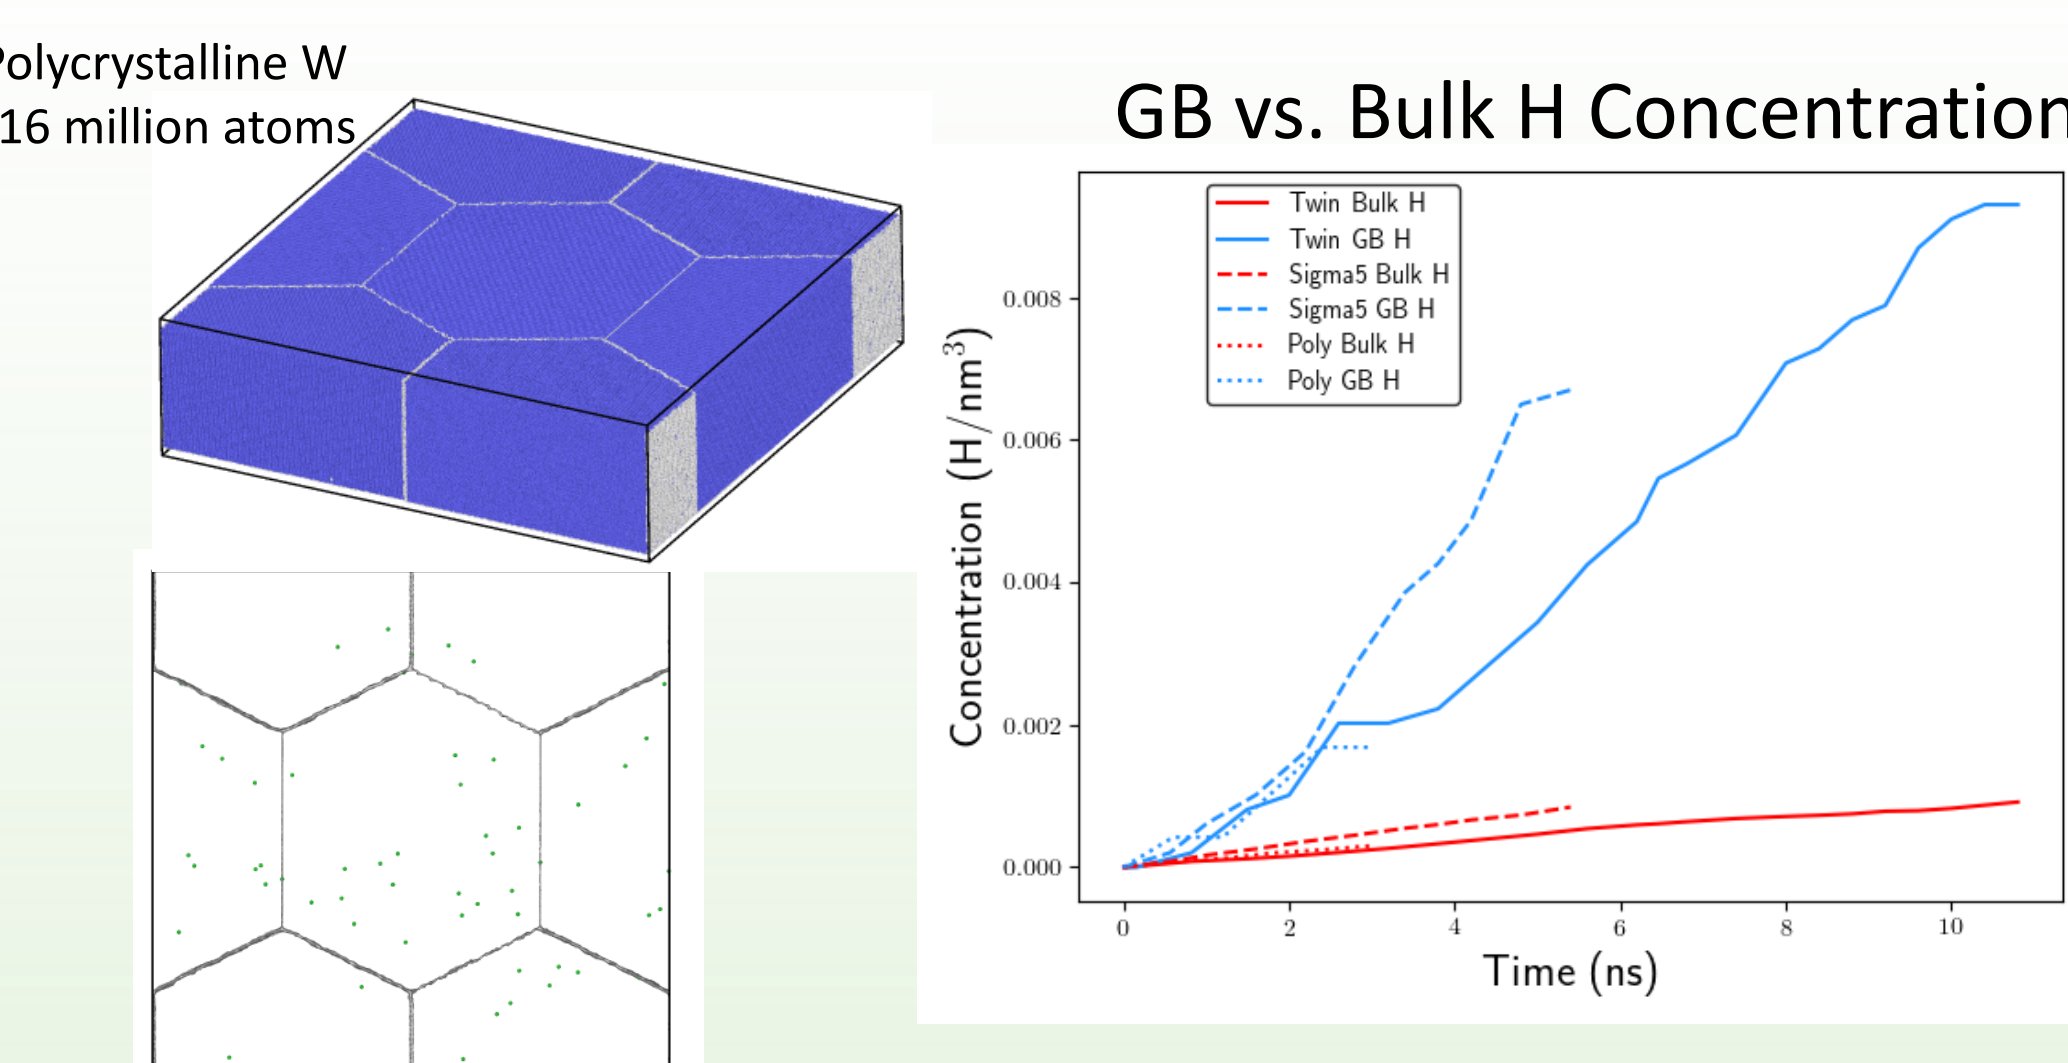 olycrystalline W
16 million atoms
GB vs. Bulk H Concentration
Twin Bulk H
Twin GB H
Sigma5 Bulk H
Sigma5 GB H
Poly Bulk H
Poly GB H
Concentration (H/nm³)
0.008
0.006
0.004
0.002
0.000
0 2 4 6 8 10
Time (ns)